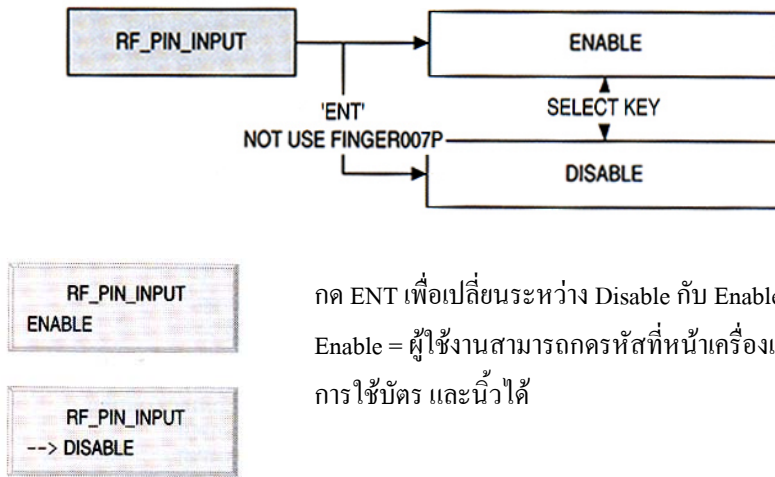 RF_PIN_INPUT
ENABLE
'ENT'
SELECT KEY
NOT USE FINGER007P
DISABLE
RF_PIN_INPUT
ENABLE
กด ENT เพื่อเปลี่ยนระหว่าง Disable กับ Enable
Enable = ผู้ใช้งานสามารถกดรหัสที่หน้าเครื่อง
การใช้บัตร และนิ้วได้
RF_PIN_INPUT
--> DISABLE